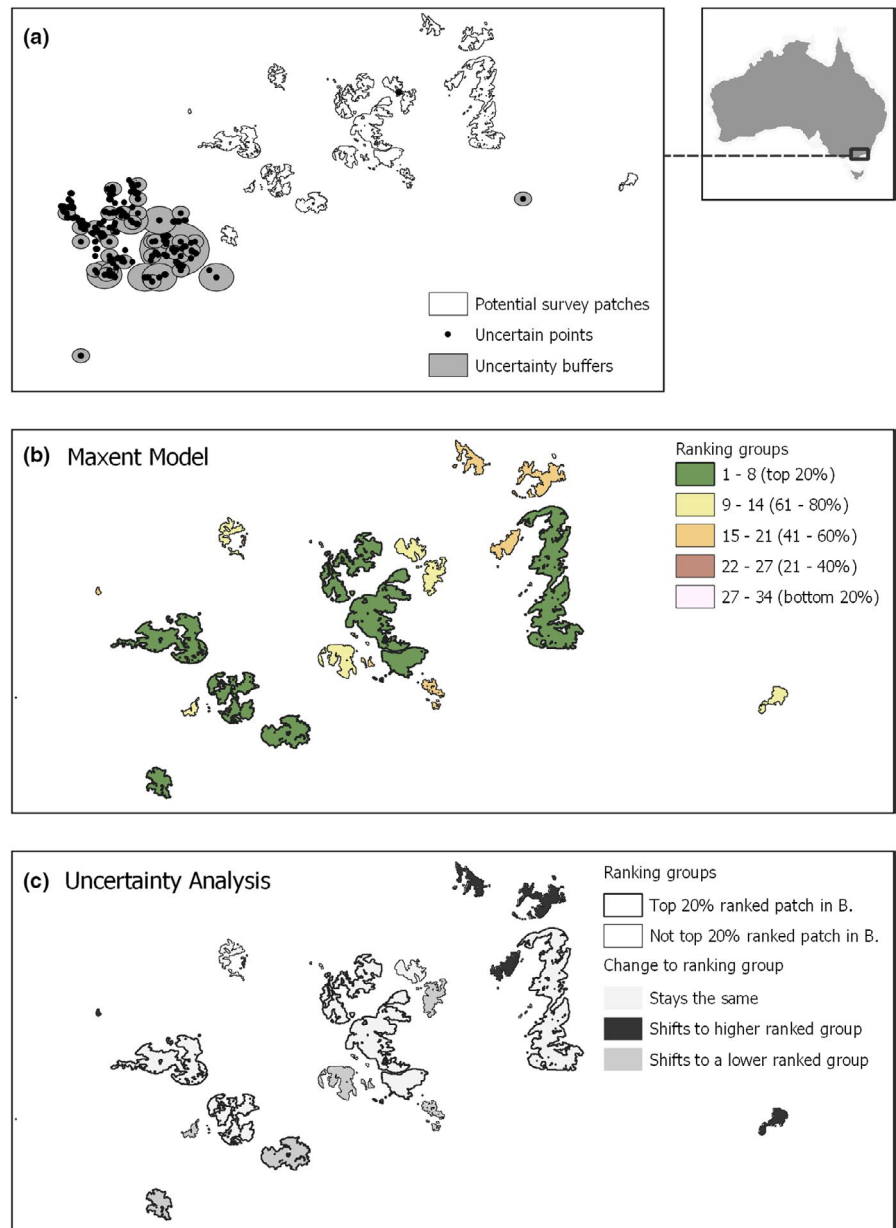 (a)
Potential survey patches
Uncertain points
Uncertainty buffers
(b) Maxent Model
Ranking groups
1 - 8 (top 20%)
9 - 14 (61 - 80%)
15 - 21 (41 - 60%)
22 - 27 (21 - 40%)
27 - 34 (bottom 20%)
(c) Uncertainty Analysis
Ranking groups
Top 20% ranked patch in B.
Not top 20% ranked patch in B.
Change to ranking group
Stays the same
Shifts to higher ranked group
Shifts to a lower ranked group